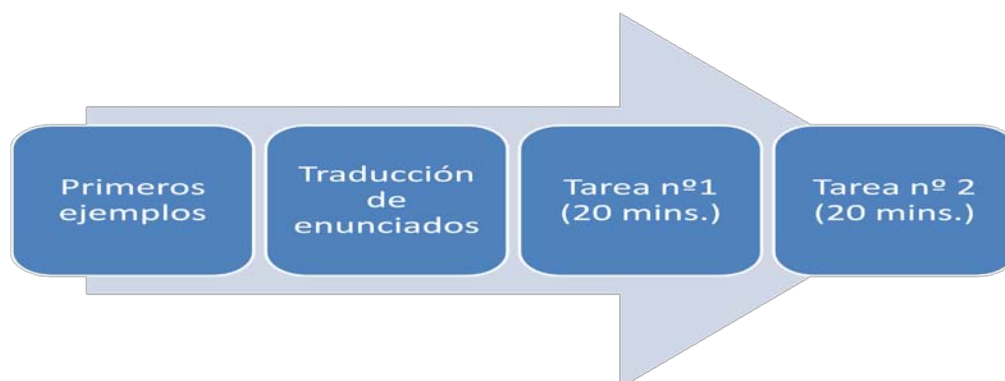 Primeros
ejemplos
Traducción
de
enunciados
Tarea nº1
(20 mins.)
Tarea nº 2
(20 mins.)